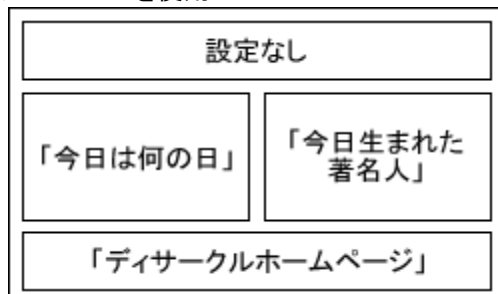 設定なし
「今日は何の日」
「今日生まれた
著名人」
「ディサークルホームページ」